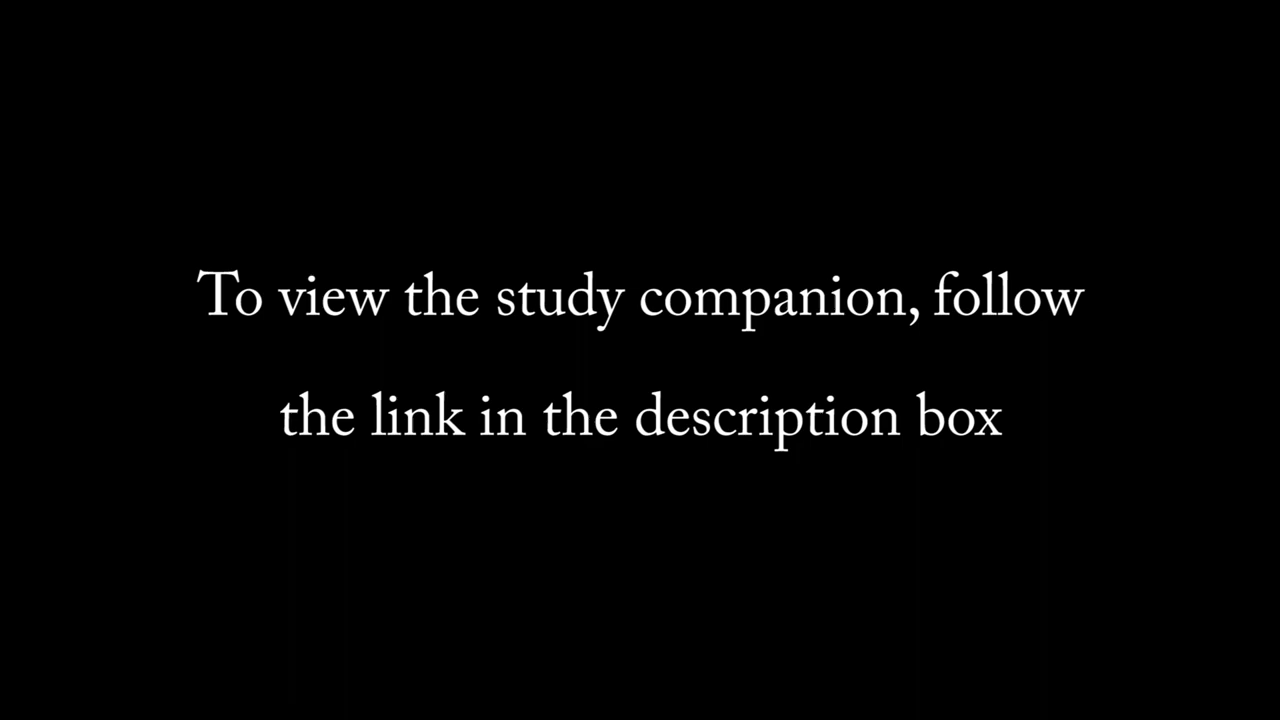 To view the study companion, follow
the link in the description box